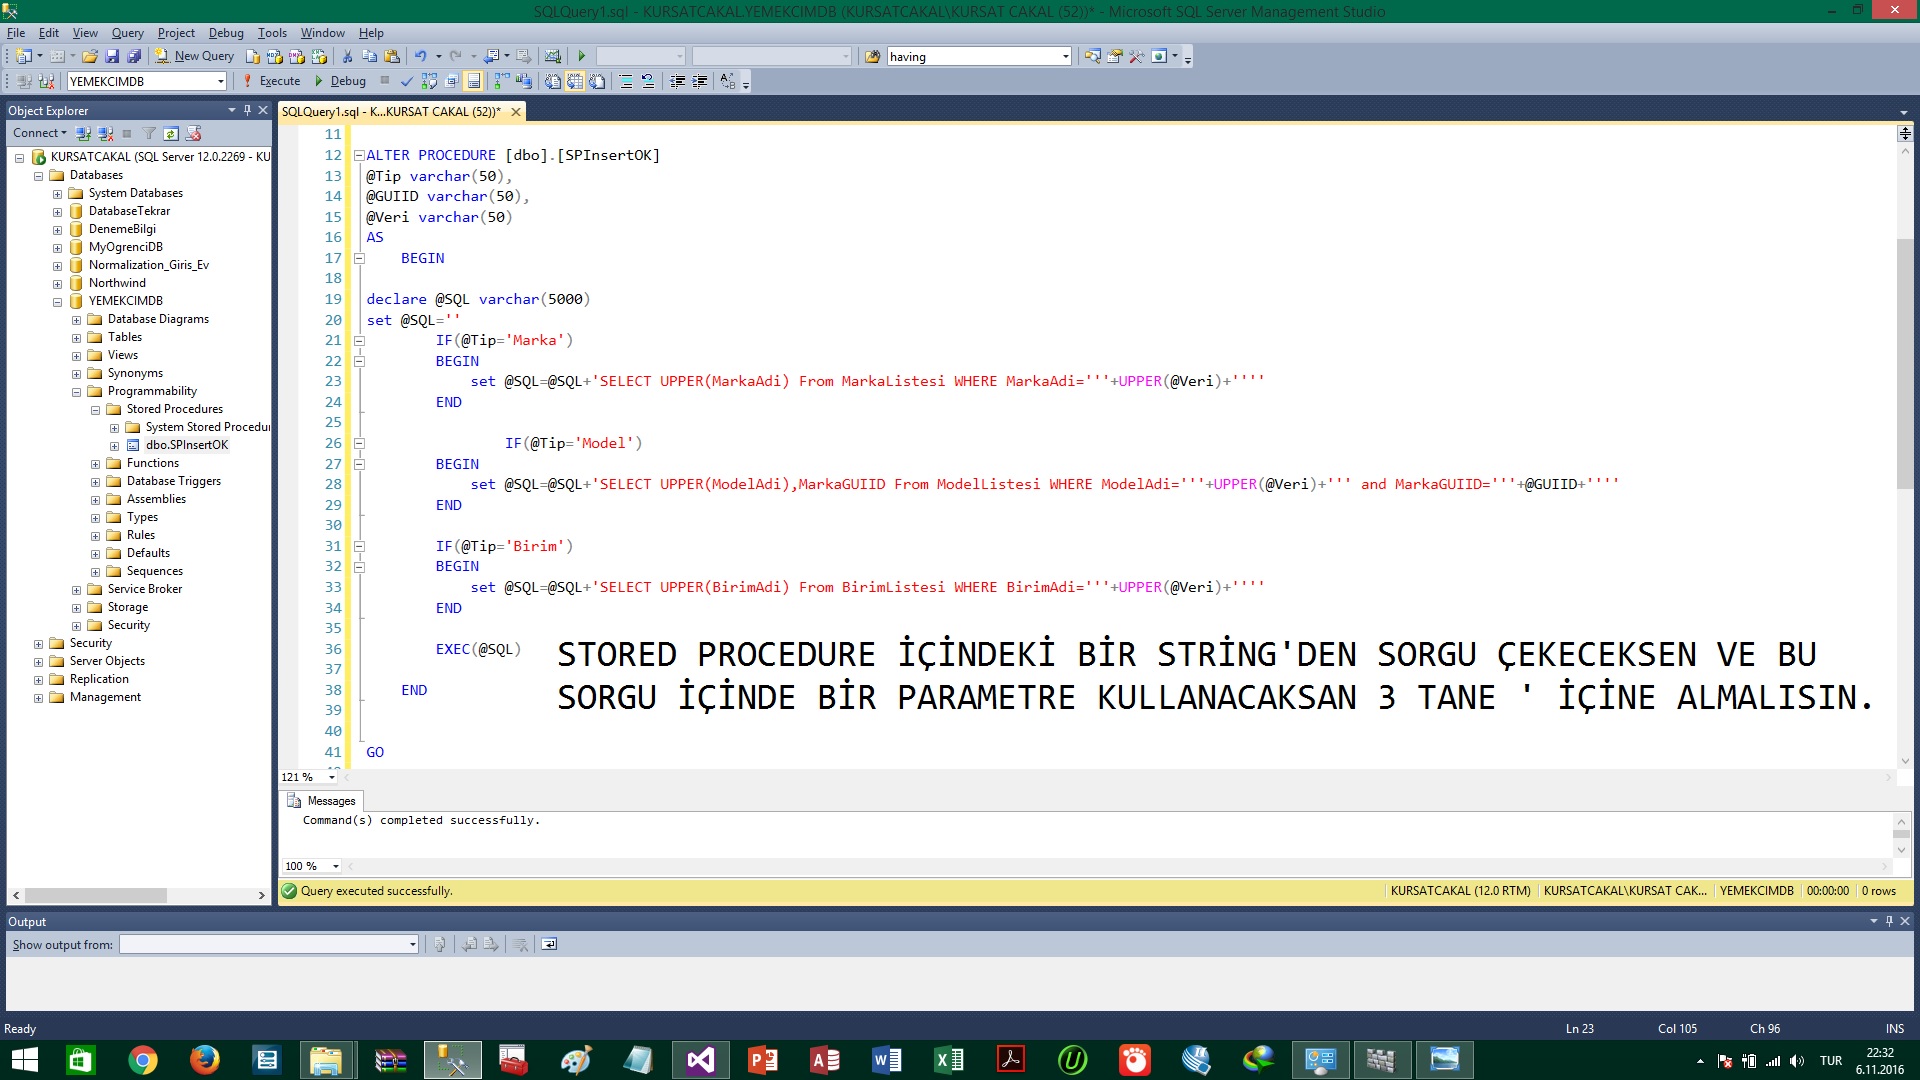 SQLQuery1.sql - KURSATCAKAL.YEMEKCIMDB (KURSATCAKAL\KURSAT CAKAL (52))* - Microsoft SQL Server Management Studio
File Edit View Query Project Debug Tools Window Help
New Query having
YEMEKCIMDB Execute Debug
Object Explorer
Connect
KURSATCAKAL (SQL Server 12.0.2269 - KU
Databases
System Databases
DatabaseTekrar
DenemeBilgi
MyOgrenciDB
Normalization_Giris_Ev
Northwind
YEMEKCIMDB
Database Diagrams
Tables
Views
Synonyms
Programmability
Stored Procedures
System Stored Procedur
dbo.SPInsertOK
Functions
Database Triggers
Assemblies
Types
Rules
Defaults
Sequences
Service Broker
Storage
Security
Security
Server Objects
Replication
Management
SQLQuery1.sql - K...KURSAT CAKAL (52))*
11
12 ALTER PROCEDURE [dbo].[SPInsertOK]
13 @Tip varchar(50),
14 @GUIID varchar(50),
15 @Veri varchar(50)
16 AS
17 BEGIN
18
19 declare @SQL varchar(5000)
20 set @SQL=''
21 IF(@Tip='Marka')
22 BEGIN
23 set @SQL=@SQL+'SELECT UPPER(MarkaAdi) From MarkaListesi WHERE MarkaAdi='''+UPPER(@Veri)+''''
24 END
25
26 IF(@Tip='Model')
27 BEGIN
28 set @SQL=@SQL+'SELECT UPPER(ModelAdi),MarkaGUIID From ModelListesi WHERE ModelAdi='''+UPPER(@Veri)+''' and MarkaGUIID='''+@GUIID+''''
29 END
30
31 IF(@Tip='Birim')
32 BEGIN
33 set @SQL=@SQL+'SELECT UPPER(BirimAdi) From BirimListesi WHERE BirimAdi='''+UPPER(@Veri)+''''
34 END
35
36 EXEC(@SQL)
37
38 END
39
40
41 GO
STORED PROCEDURE İÇİNDEKİ BİR STRİNG'DEN SORGU ÇEKECEKSEN VE BU
SORGU İÇİNDE BİR PARAMETRE KULLANACAKSAN 3 TANE ' İÇİNE ALMALISIN.
121 %
Messages
Command(s) completed successfully.
100 %
Query executed successfully. KURSATCAKAL (12.0 RTM) KURSATCAKAL\KURSAT CAK... YEMEKCIMDB 00:00:00 0 rows
Output
Show output from:
Ready Ln 23 Col 105 Ch 96 INS
TUR 22:32
6.11.2016